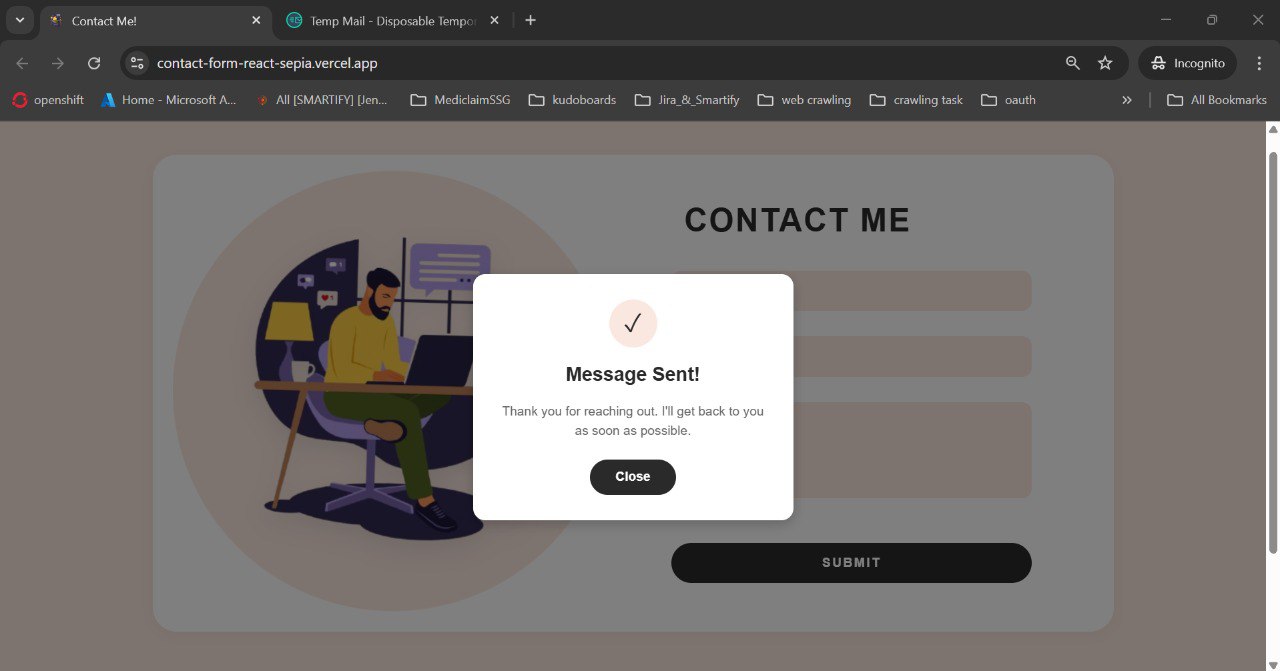 Contact Me!
Temp Mail - Disposable Tempor
contact-form-react-sepia.vercel.app
Incognito
openshift
Home - Microsoft A...
All [SMARTIFY] [Jen...
MediclaimSSG
kudoboards
Jira_&_Smartify
web crawling
crawling task
oauth
All Bookmarks
CONTACT ME
Message Sent!
Thank you for reaching out. I'll get back to you
as soon as possible.
Close
SUBMIT